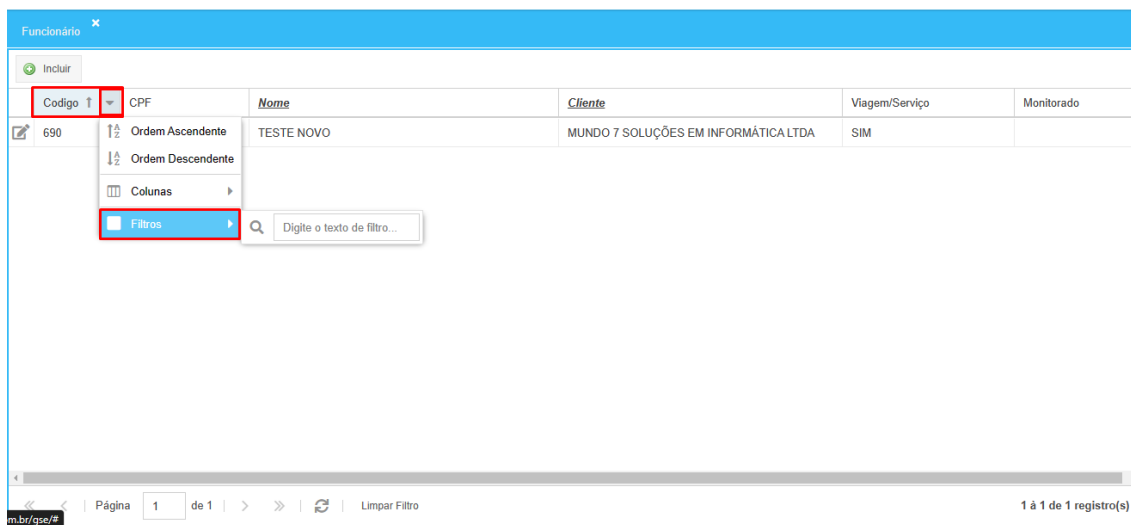 Funcionário
Incluir
Codigo CPF Nome Cliente Viagem/Serviço Monitorado
690 TESTE NOVO MUNDO 7 SOLUÇÕES EM INFORMÁTICA LTDA SIM
Ordem Ascendente
Ordem Descendente
Colunas
Filtros Digite o texto de filtro...
Página 1 de 1 Limpar Filtro 1 á 1 de 1 registro(s)
m.br/gse/#